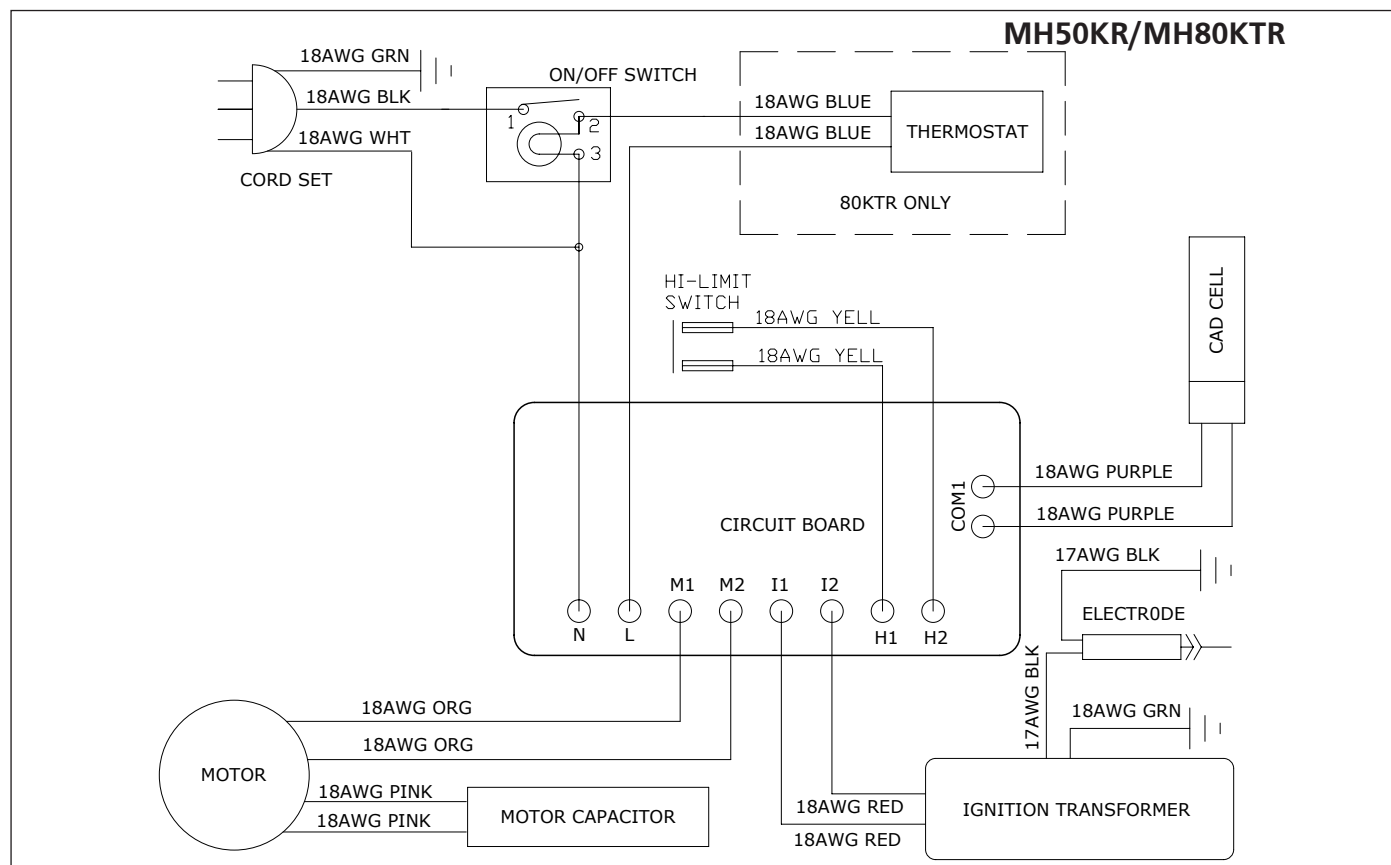 MH50KR/MH80KTR
18AWG GRN
ON/OFF SWITCH
18AWG BLK
18AWG BLUE
1
2
THERMOSTAT
18AWG WHT
18AWG BLUE
3
CORD SET
80KTR ONLY
HI-LIMIT
SWITCH
18AWG YELL
18AWG YELL
CAD CELL
18AWG PURPLE
COM1
18AWG PURPLE
CIRCUIT BOARD
17AWG BLK
M1
M2
I1
I2
ELECTR0DE
N
L
H1
H2
17AWG BLK
18AWG ORG
18AWG GRN
18AWG ORG
MOTOR
18AWG PINK
MOTOR CAPACITOR
18AWG PINK
18AWG RED
IGNITION TRANSFORMER
18AWG RED